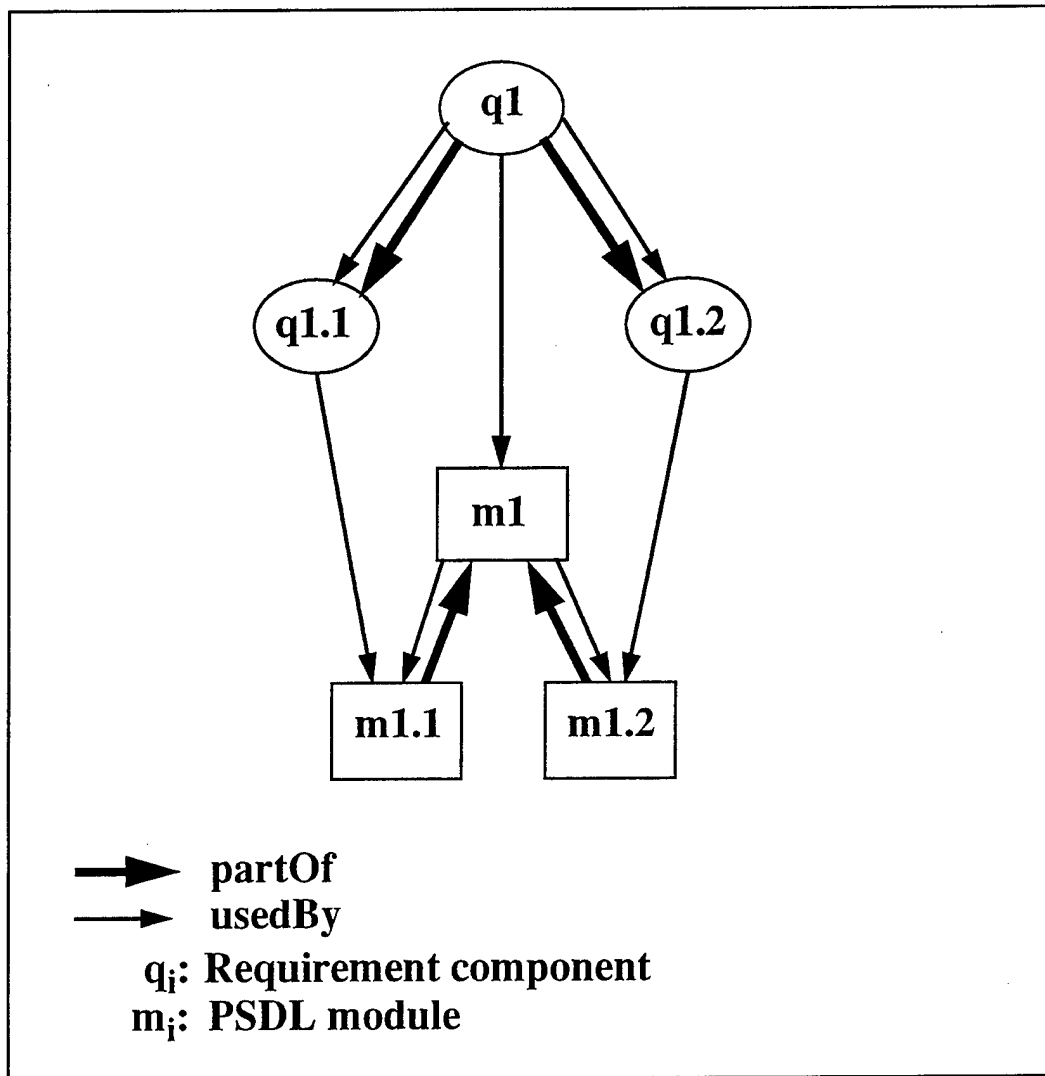 q1
q1.1
q1.2
m1
m1.1
m1.2
partOf
usedBy
qi: Requirement component
mi: PSDL module